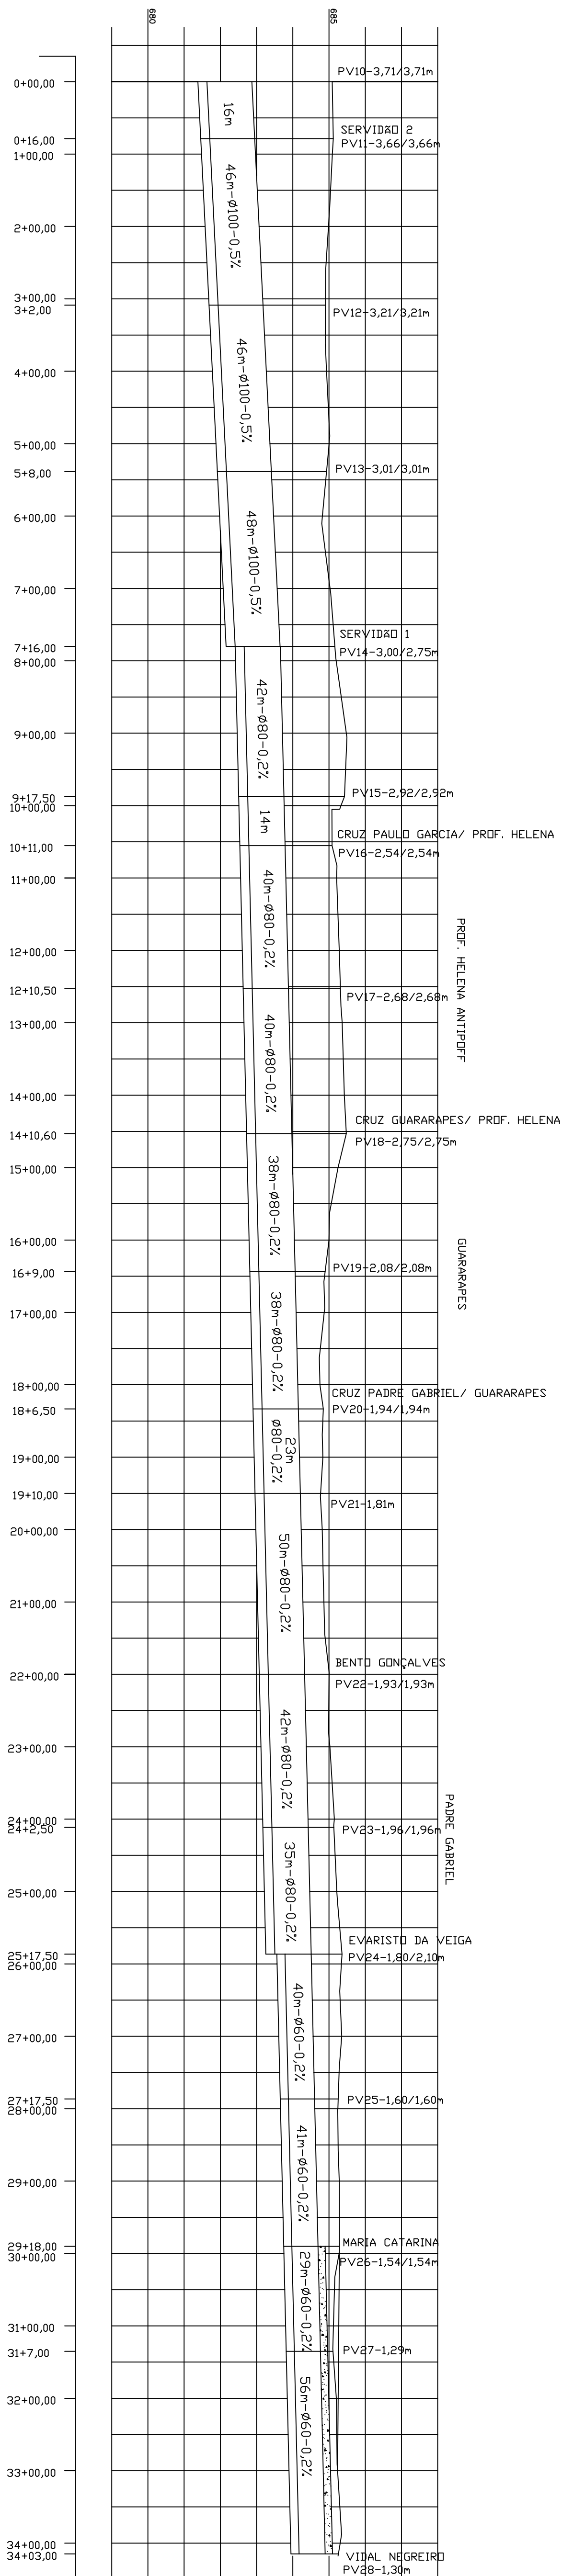 680
685
PV10-3,71/3,71m
0+00,00
16m
SERVIDÃO 2
0+16,00
PV11-3,66/3,66m
1+00,00
46m-Ø100-0,5%
2+00,00
3+00,00
3+2,00
PV12-3,21/3,21m
46m-Ø100-0,5%
4+00,00
5+00,00
5+8,00
PV13-3,01/3,01m
48m-Ø100-0,5%
6+00,00
7+00,00
SERVIDÃO 1
7+16,00
PV14-3,00/2,75m
8+00,00
42m-Ø80-0,2%
9+00,00
9+17,50
PV15-2,92/2,92m
10+00,00
14m
CRUZ PAULO GARCIA/ PROF. HELENA
10+11,00
PV16-2,54/2,54m
11+00,00
40m-Ø80-0,2%
PROF. HELENA ANTIPOFF
12+00,00
12+10,50
PV17-2,68/2,68m
13+00,00
40m-Ø80-0,2%
14+00,00
CRUZ GUARARAPES/ PROF. HELENA
14+10,60
PV18-2,75/2,75m
15+00,00
38m-Ø80-0,2%
16+00,00
GUARARAPES
16+9,00
PV19-2,08/2,08m
17+00,00
38m-Ø80-0,2%
18+00,00
CRUZ PADRE GABRIEL/ GUARARAPES
18+6,50
PV20-1,94/1,94m
23m
Ø80-0,2%
19+00,00
19+10,00
PV21-1,81m
20+00,00
50m-Ø80-0,2%
21+00,00
BENTO GONÇALVES
22+00,00
PV22-1,93/1,93m
42m-Ø80-0,2%
23+00,00
24+00,00
24+2,50
PV23-1,96/1,96m
PADRE GABRIEL
35m-Ø80-0,2%
25+00,00
EVARISTO DA VEIGA
25+17,50
PV24-1,80/2,10m
26+00,00
40m-Ø60-0,2%
27+00,00
27+17,50
PV25-1,60/1,60m
28+00,00
41m-Ø60-0,2%
29+00,00
MARIA CATARINA
29+18,00
30+00,00
PV26-1,54/1,54m
29m-Ø60-0,2%
31+00,00
31+7,00
PV27-1,29m
56m-Ø60-0,2%
32+00,00
33+00,00
34+00,00
34+03,00
VIDAL NEGREIRO
PV28-1,30m